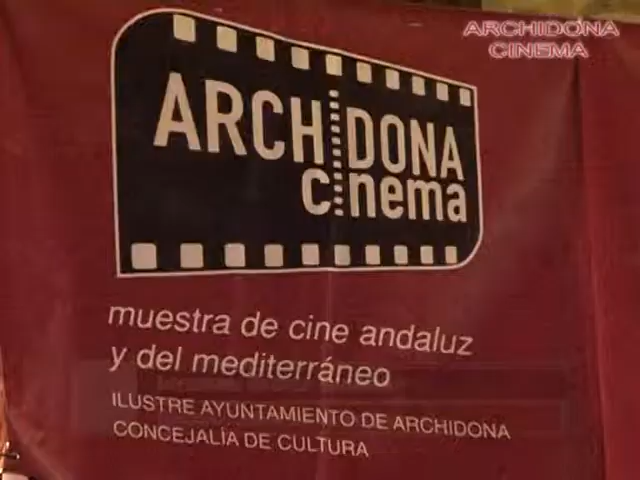 ARCHIDONA
CINEMA
ARCHIDONA
cinema
muestra de cine andaluz
y del mediterráneo
ILUSTRE AYUNTAMIENTO DE ARCHIDONA
CONCEJALÍA DE CULTURA